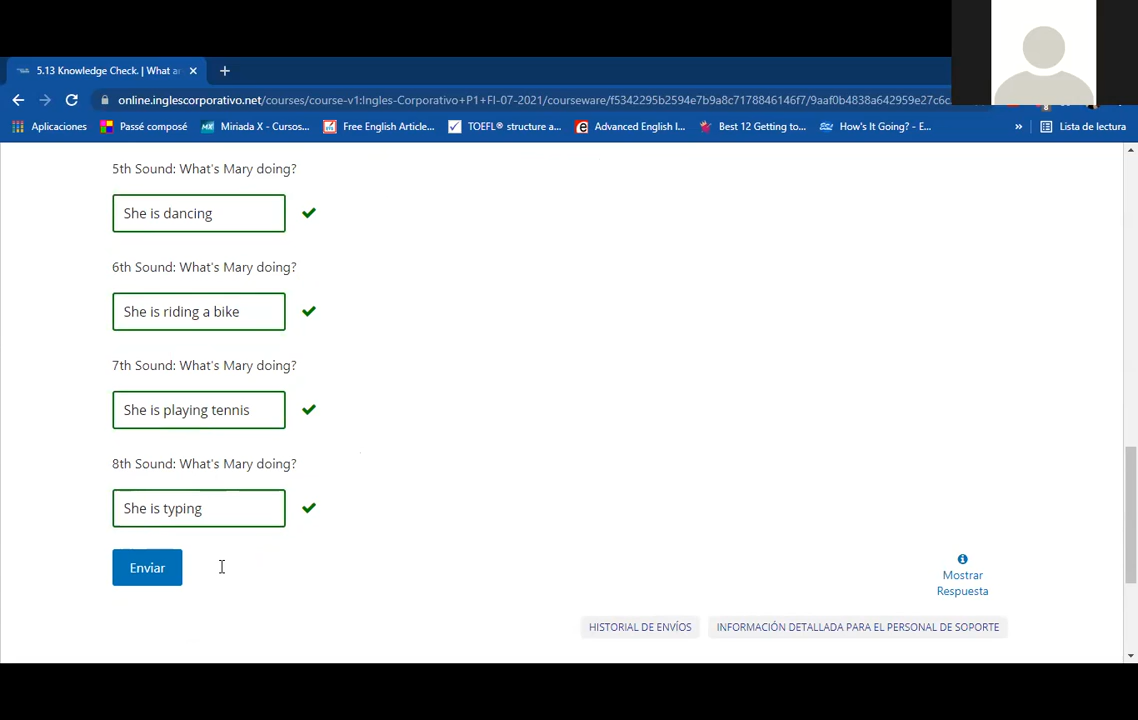 5.13 Knowledge Check. | What ar
online.inglescorporativo.net/courses/course-v1:Ingles-Corporativo+P1+FI-07-2021/courseware/f5342295b2594e7b9a8c7178846146f7/9aaf0b4838a642959e27c6c
Aplicaciones
Passé composé
Miriada X - Cursos...
Free English Article...
TOEFL® structure a...
Advanced English l...
Best 12 Getting to...
How's It Going? - E...
»
Lista de lectura
5th Sound: What's Mary doing?
She is dancing
6th Sound: What's Mary doing?
She is riding a bike
7th Sound: What's Mary doing?
She is playing tennis
8th Sound: What's Mary doing?
She is typing
Enviar
Mostrar
Respuesta
HISTORIAL DE ENVÍOS
INFORMACIÓN DETALLADA PARA EL PERSONAL DE SOPORTE